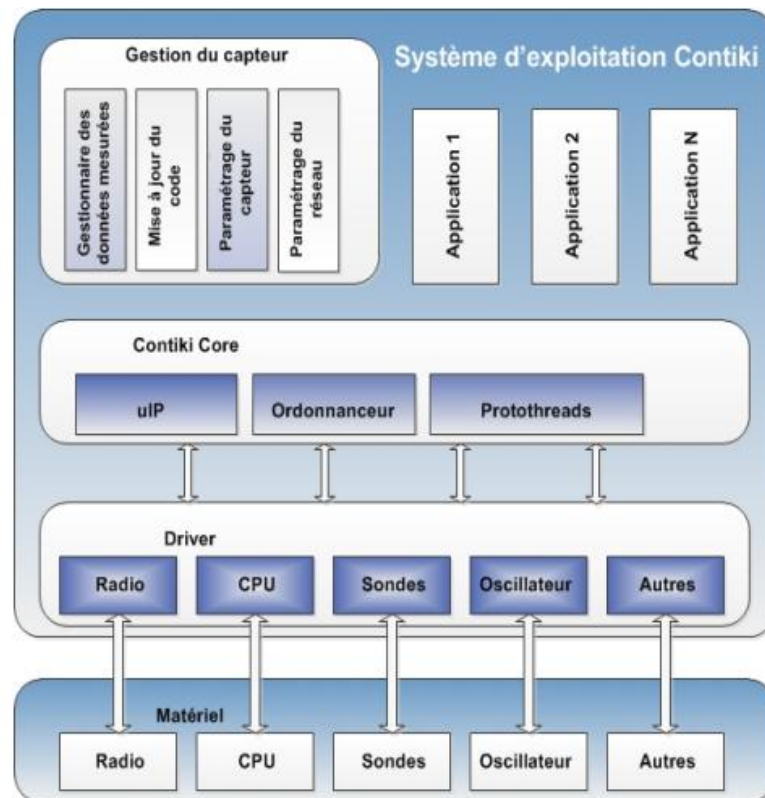 Système d'exploitation Contiki
Gestion du capteur
Gestionnaire des
données mesurées
Mise à jour du
code
Paramétrage du
capteur
Paramétrage du
réseau
Application 1
Application 2
Application N
Contiki Core
uIP
Ordonnanceur
Protothreads
Driver
Radio
CPU
Sondes
Oscillateur
Autres
Matériel
Radio
CPU
Sondes
Oscillateur
Autres